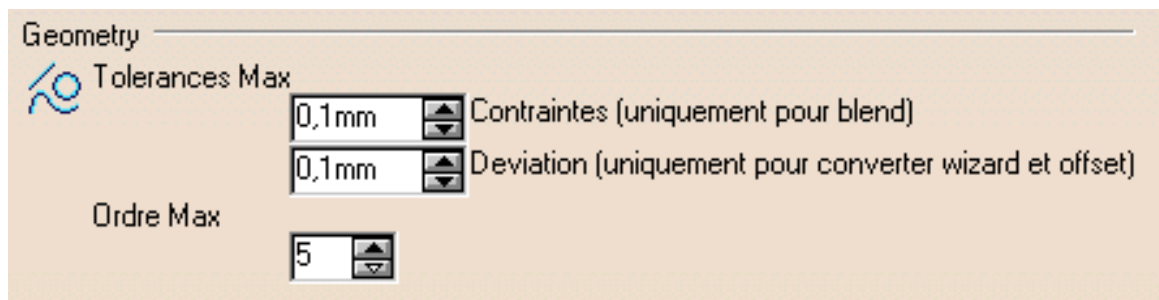 Geometry
Tolerances Max
0,1mm Contraintes (uniquement pour blend)
0,1mm Deviation (uniquement pour converter wizard et offset)
Ordre Max
5